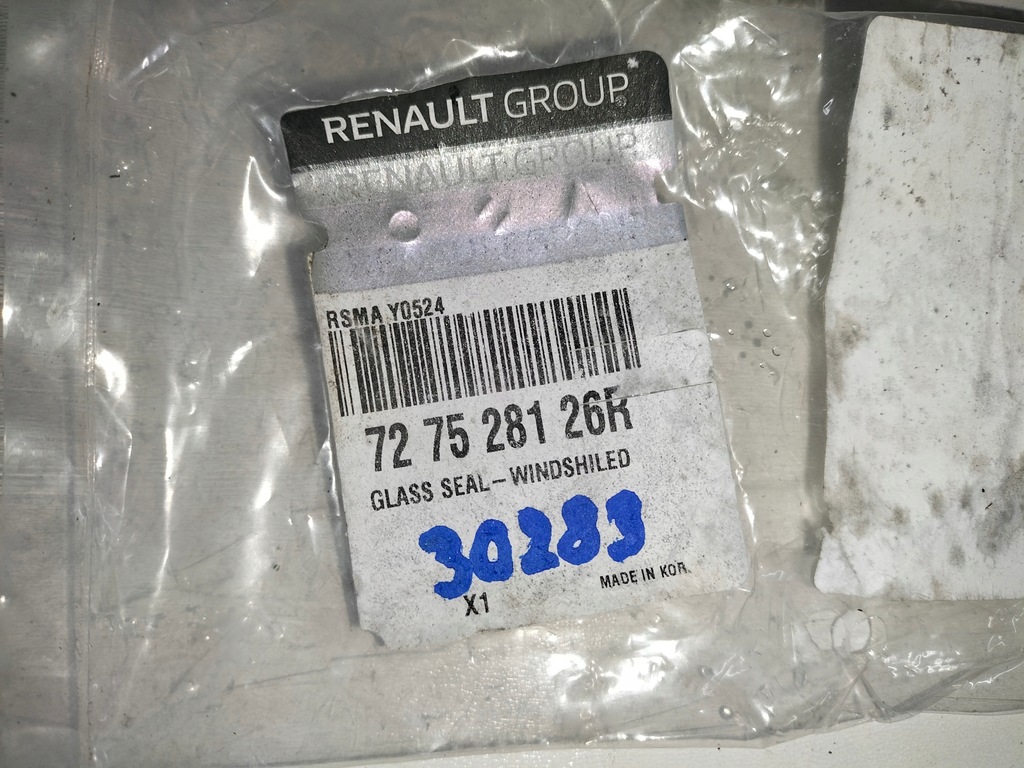 RENAULT GROUP
RENAULT GROUP
RSMA Y0524
72 75 281 26R
GLASS SEAL-WINDSHILED
30283
X1
MADE IN KOR.